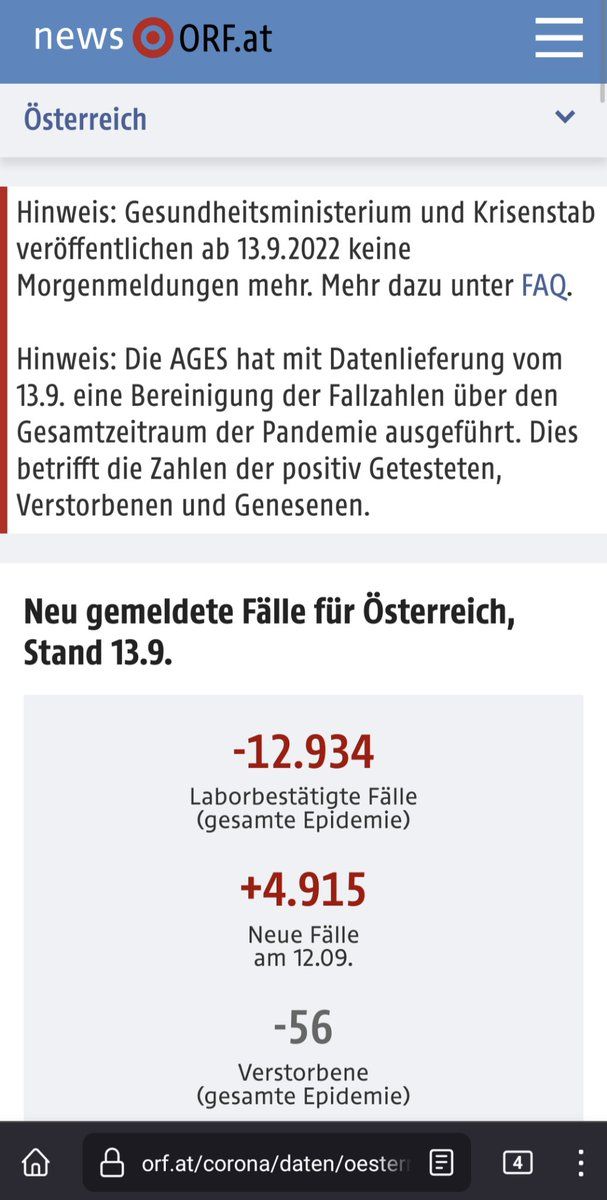 news ORF.at
Österreich
Hinweis: Gesundheitsministerium und Krisenstab
veröffentlichen ab 13.9.2022 keine
Morgenmeldungen mehr. Mehr dazu unter FAQ.
Hinweis: Die AGES hat mit Datenlieferung vom
13.9. eine Bereinigung der Fallzahlen über den
Gesamtzeitraum der Pandemie ausgeführt. Dies
betrifft die Zahlen der positiv Getesteten,
Verstorbenen und Genesenen.
Neu gemeldete Fälle für Österreich,
Stand 13.9.
-12.934
Laborbestätigte Fälle
(gesamte Epidemie)
+4.915
Neue Fälle
am 12.09.
-56
Verstorbene
(gesamte Epidemie)
orf.at/corona/daten/oesterr
4